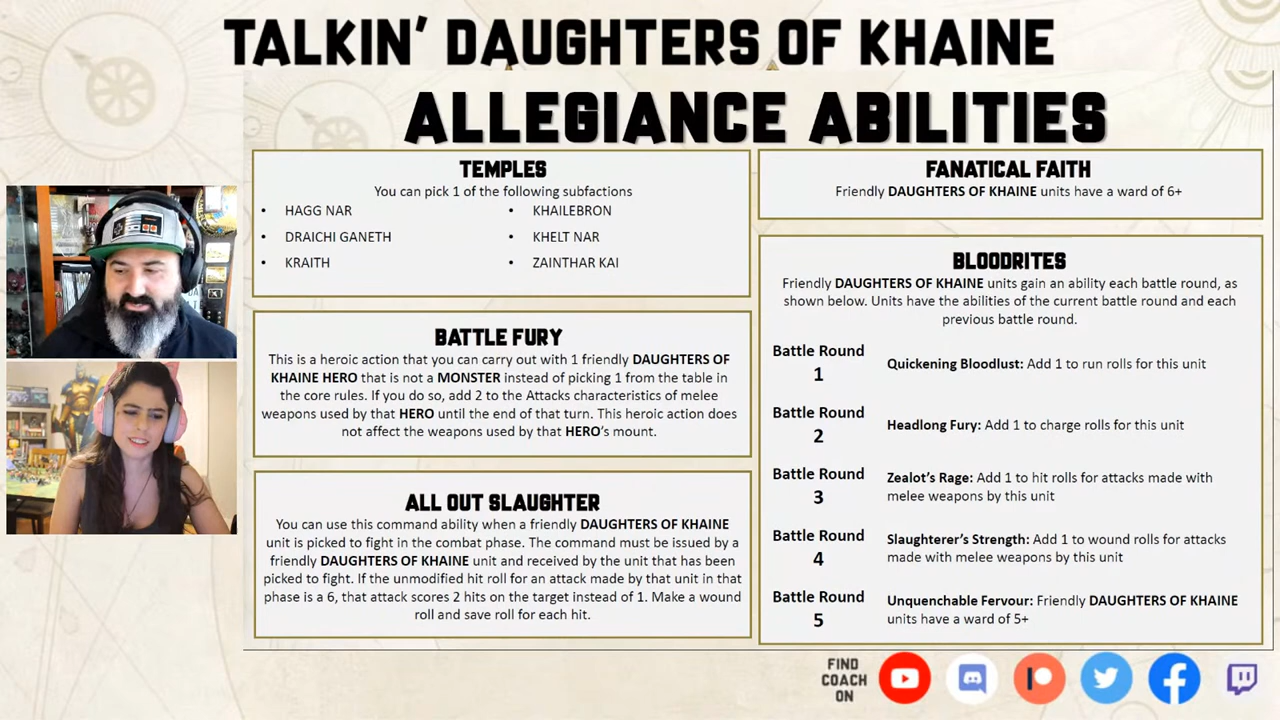 TALKIN' DAUGHTERS OF KHAINE
ALLEGIANCE ABILITIES
TEMPLES
You can pick 1 of the following subfactions
• HAGG NAR
• DRAICHI GANETH
• KRAITH
• KHAILEBRON
• KHELT NAR
• ZAINTHAR KAI
BATTLE FURY
This is a heroic action that you can carry out with 1 friendly DAUGHTERS OF
KHAINE HERO that is not a MONSTER instead of picking 1 from the table in
the core rules. If you do so, add 2 to the Attacks characteristics of melee
weapons used by that HERO until the end of that turn. This heroic action does
not affect the weapons used by that HERO's mount.
ALL OUT SLAUGHTER
You can use this command ability when a friendly DAUGHTERS OF KHAINE
unit is picked to fight in the combat phase. The command must be issued by a
friendly DAUGHTERS OF KHAINE unit and received by the unit that has been
picked to fight. If the unmodified hit roll for an attack made by that unit in that
phase is a 6, that attack scores 2 hits on the target instead of 1. Make a wound
roll and save roll for each hit.
FANATICAL FAITH
Friendly DAUGHTERS OF KHAINE units have a ward of 6+
BLOODRITES
Friendly DAUGHTERS OF KHAINE units gain an ability each battle round, as
shown below. Units have the abilities of the current battle round and each
previous battle round.
Battle Round
1
Quickening Bloodlust: Add 1 to run rolls for this unit
Battle Round
2
Headlong Fury: Add 1 to charge rolls for this unit
Battle Round
3
Zealot's Rage: Add 1 to hit rolls for attacks made with
melee weapons by this unit
Battle Round
4
Slaughterer's Strength: Add 1 to wound rolls for attacks
made with melee weapons by this unit
Battle Round
5
Unquenchable Fervour: Friendly DAUGHTERS OF KHAINE
units have a ward of 5+
FIND
COACH
ON